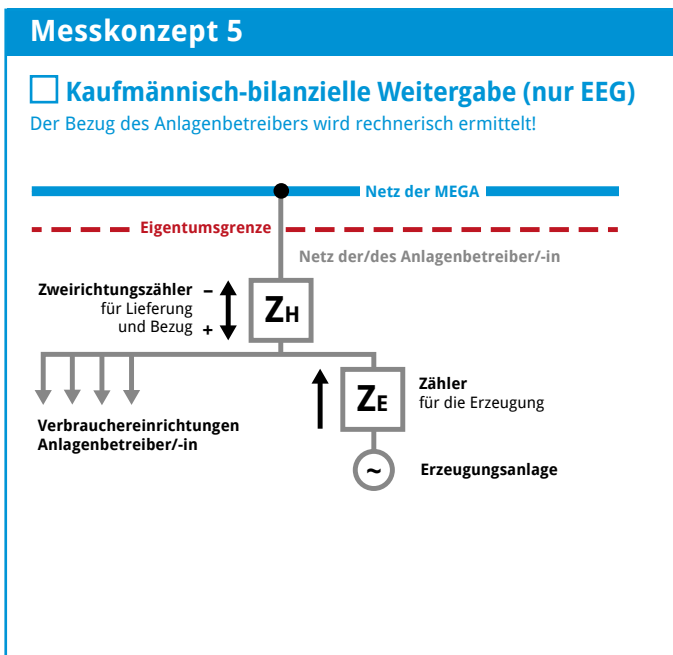 Messkonzept 5
Kaufmännisch-bilanzielle Weitergabe (nur EEG)
Der Bezug des Anlagenbetreibers wird rechnerisch ermittelt!
Netz der MEGA
Eigentumsgrenze
Netz der/des Anlagenbetreiber/-in
Zweirichtungszähler –
für Lieferung
und Bezug +
ZH
ZE
Zähler
für die Erzeugung
Verbrauchereinrichtungen
Anlagenbetreiber/-in
~
Erzeugungsanlage